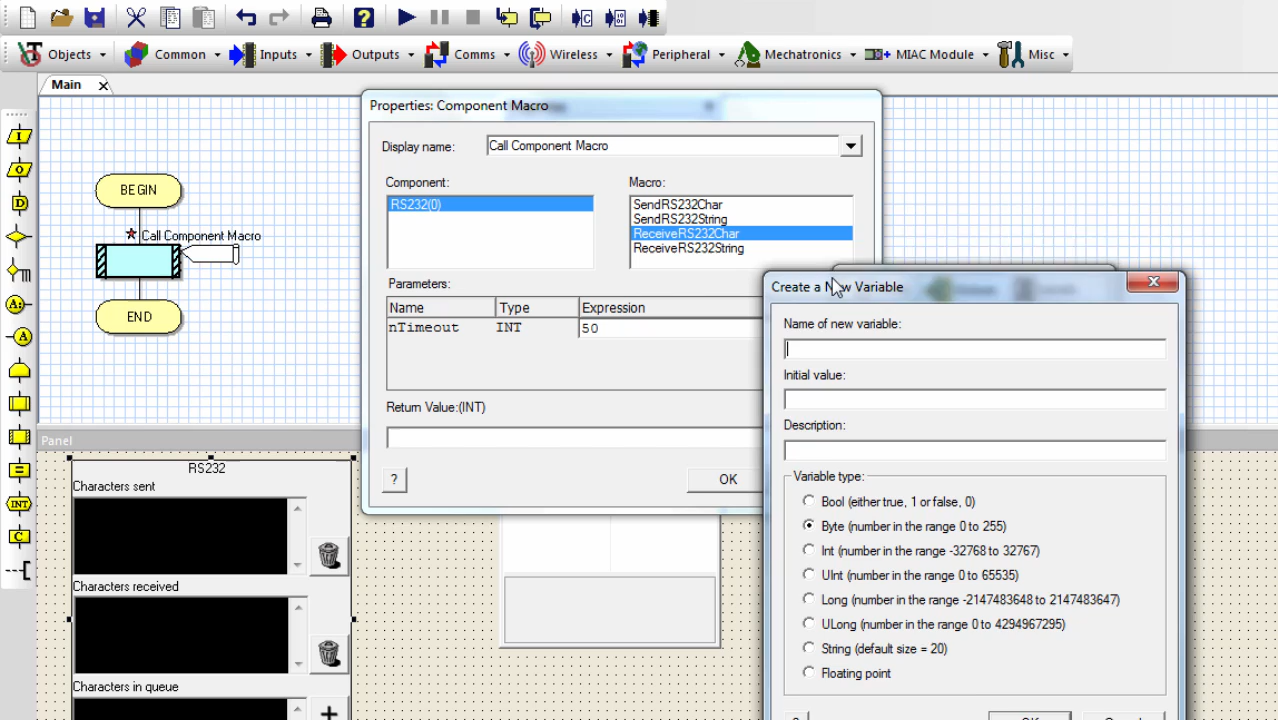 Objects
Common
Inputs
Outputs
Comms
Wireless
Peripheral
Mechatronics
MIAC Module
Misc
Main
Properties: Component Macro
Display name:
Call Component Macro
Component:
Macro:
RS232(0)
SendRS232Char
SendRS232String
ReceiveRS232Char
ReceiveRS232String
BEGIN
Call Component Macro
END
Parameters:
Name Type Expression
nTimeout INT 50
Return Value:(INT)
?
OK
Create a New Variable
Name of new variable:
Initial value:
Description:
Variable type:
Bool (either true, 1 or false, 0)
Byte (number in the range 0 to 255)
Int (number in the range -32768 to 32767)
UInt (number in the range 0 to 65535)
Long (number in the range -2147483648 to 2147483647)
ULong (number in the range 0 to 4294967295)
String (default size = 20)
Floating point
Panel
RS232
Characters sent
Characters received
Characters in queue
I
O
D
A:
A
INT
C